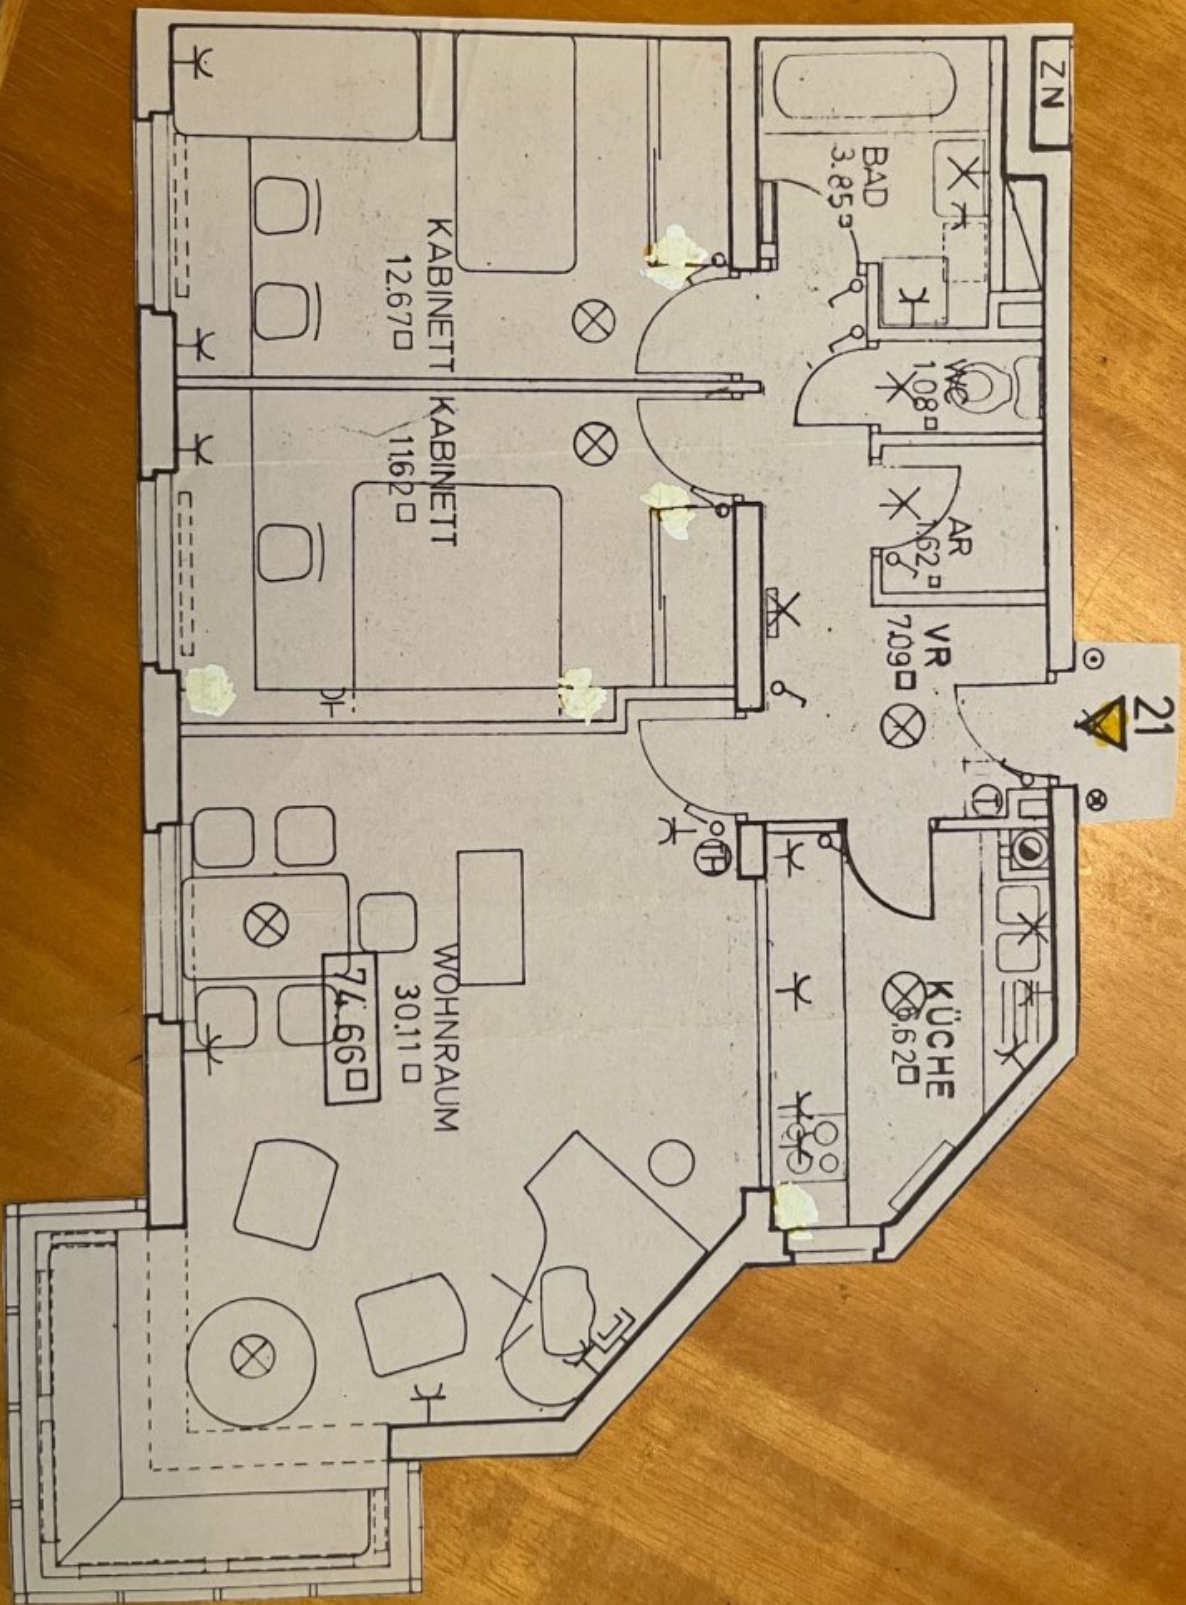 ZN
BAD
3.85□
KABINETT
12.67□
WC
1.08□
KABINETT
11.62□
AR
1.62□
VR
7.09□
21
T
TH
WOHNRAUM
30.11□
74.66□
KÜCHE
6.62□